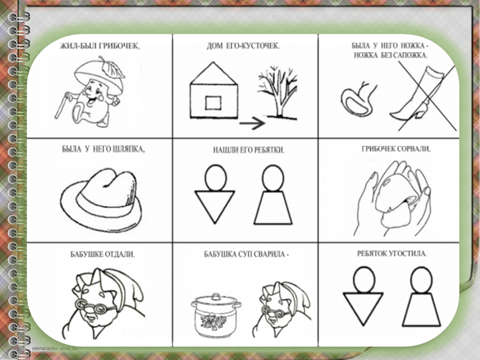 ЖИЛ-БЫЛ ГРИБОЧЕК,
ДОМ ЕГО-КУСТОЧЕК.
БЫЛА У НЕГО НОЖКА -
НОЖКА БЕЗ САПОЖКА.
БЫЛА У НЕГО ШЛЯПКА,
НАШЛИ ЕГО РЕБЯТКИ.
ГРИБОЧЕК СОРВАЛИ,
БАБУШКЕ ОТДАЛИ.
БАБУШКА СУП СВАРИЛА -
РЕБЯТОК УГОСТИЛА.